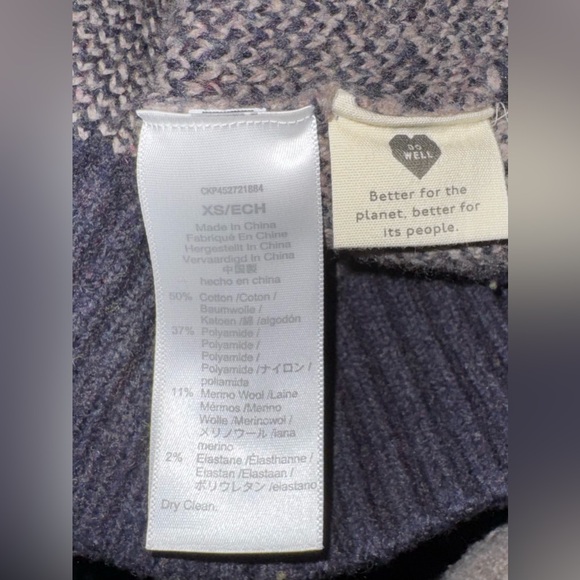 CKP452721884
XS/ECH
Made In China
Fabriqué En Chine
Hergestellt In China
Vervaardigd In China
中国製
hecho en china
50% Cotton /Coton /
Baumwolle /
Katoen /綿 /algodón
37% Polyamide /
Polyamide /
Polyamide /
Polyamide /ナイロン /
poliamida
11% Merino Wool /Laine
Mérinos /Merino
Wolle /Merinowol /
メリノウール /lana
merino
2% Elastane /Élasthanne /
Elastan /Elastaan /
ポリウレタン /elastano
Dry Clean.
DO
WELL
Better for the
planet, better for
its people.